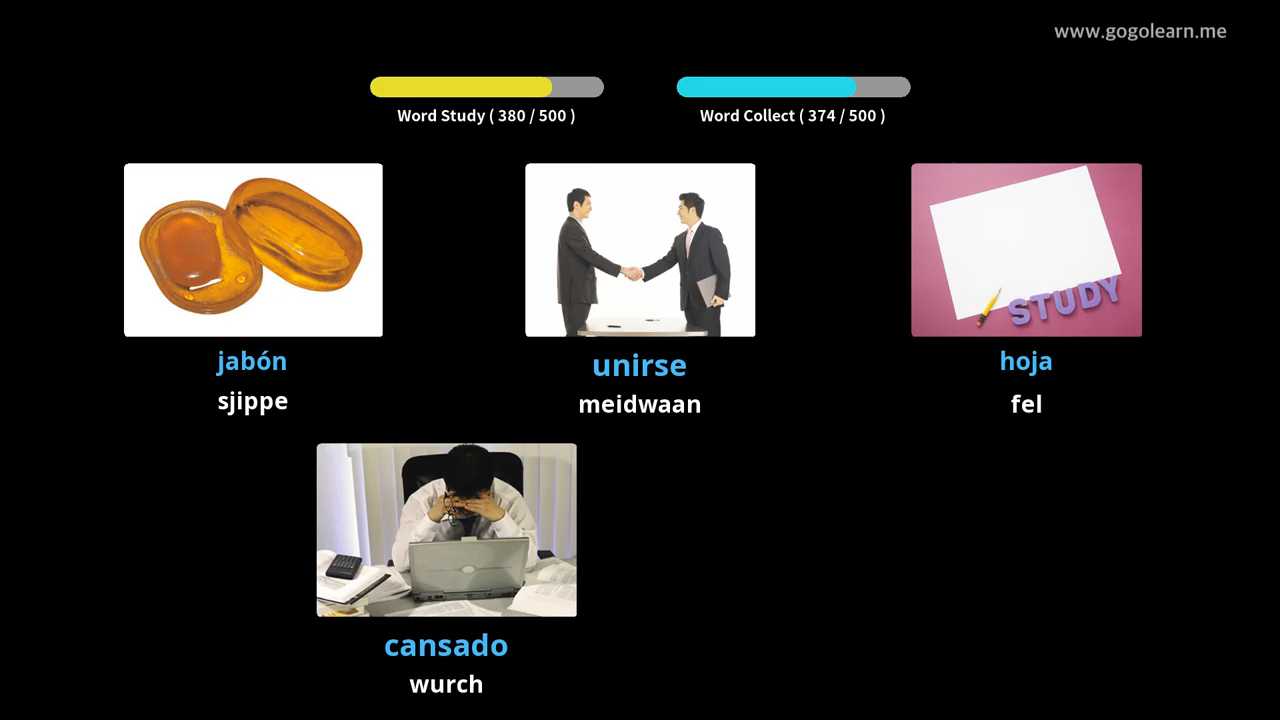 www.gogolearn.me
Word Study ( 380 / 500 )
Word Collect ( 374 / 500 )
STUDY
jabón
sjippe
unirse
meidwaan
hoja
fel
cansado
wurch